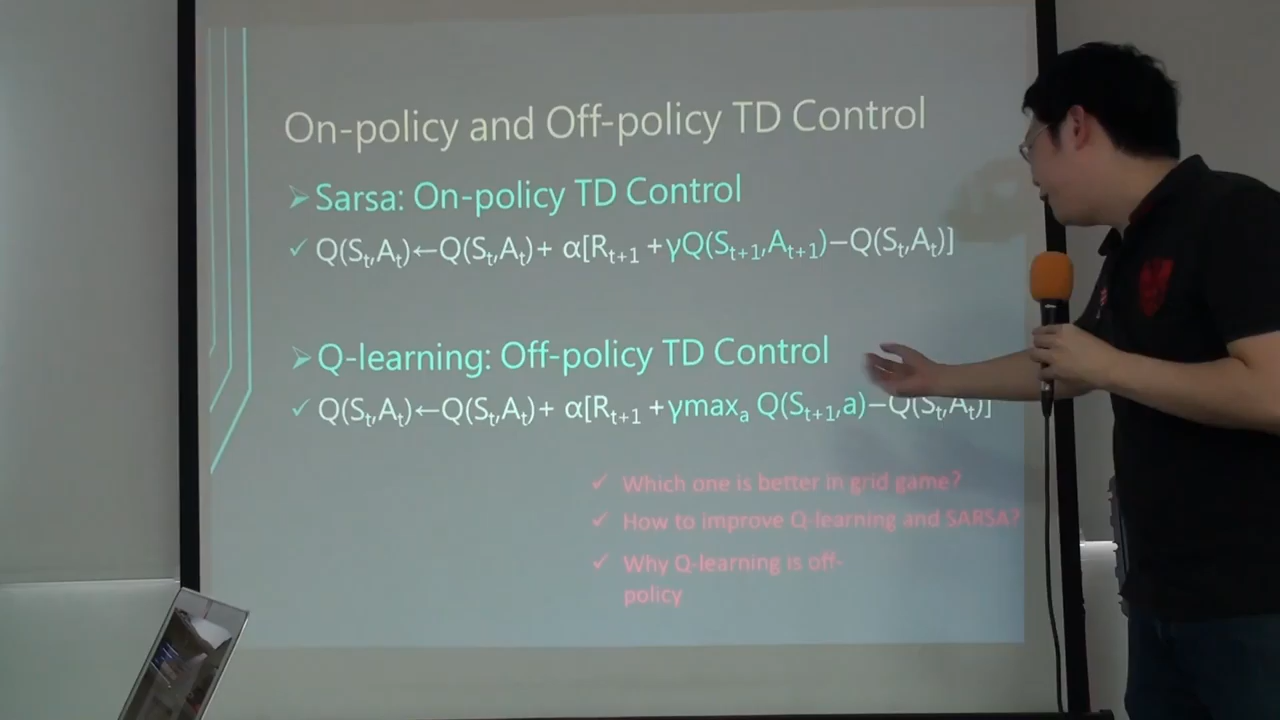 On-policy and Off-policy TD Control
➢Sarsa: On-policy TD Control
✓ Q(Sₜ,Aₜ)←Q(Sₜ,Aₜ)+ α[Rₜ₊₁ +γQ(Sₜ₊₁,Aₜ₊₁)−Q(Sₜ,Aₜ)]
➢Q-learning: Off-policy TD Control
✓ Q(Sₜ,Aₜ)←Q(Sₜ,Aₜ)+ α[Rₜ₊₁ +γmaxₐ Q(Sₜ₊₁,a)−Q(Sₜ,Aₜ)]
✓ Which one is better in grid game?
✓ How to improve Q learning and SARSA?
✓ Why Q-learning is off-
policy